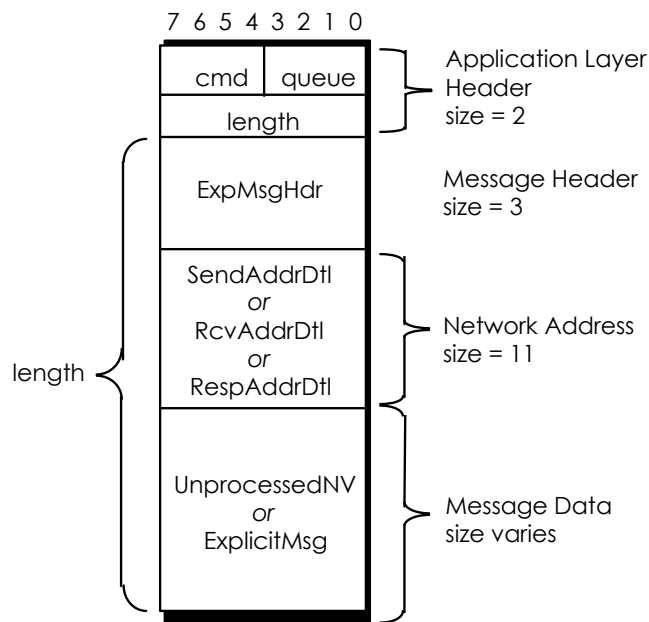 7 6 5 4 3 2 1 0
cmd queue
length
Application Layer
Header
size = 2
ExpMsgHdr
Message Header
size = 3
SendAddrDtl
or
RcvAddrDtl
or
RespAddrDtl
Network Address
size = 11
length
UnprocessedNV
or
ExplicitMsg
Message Data
size varies